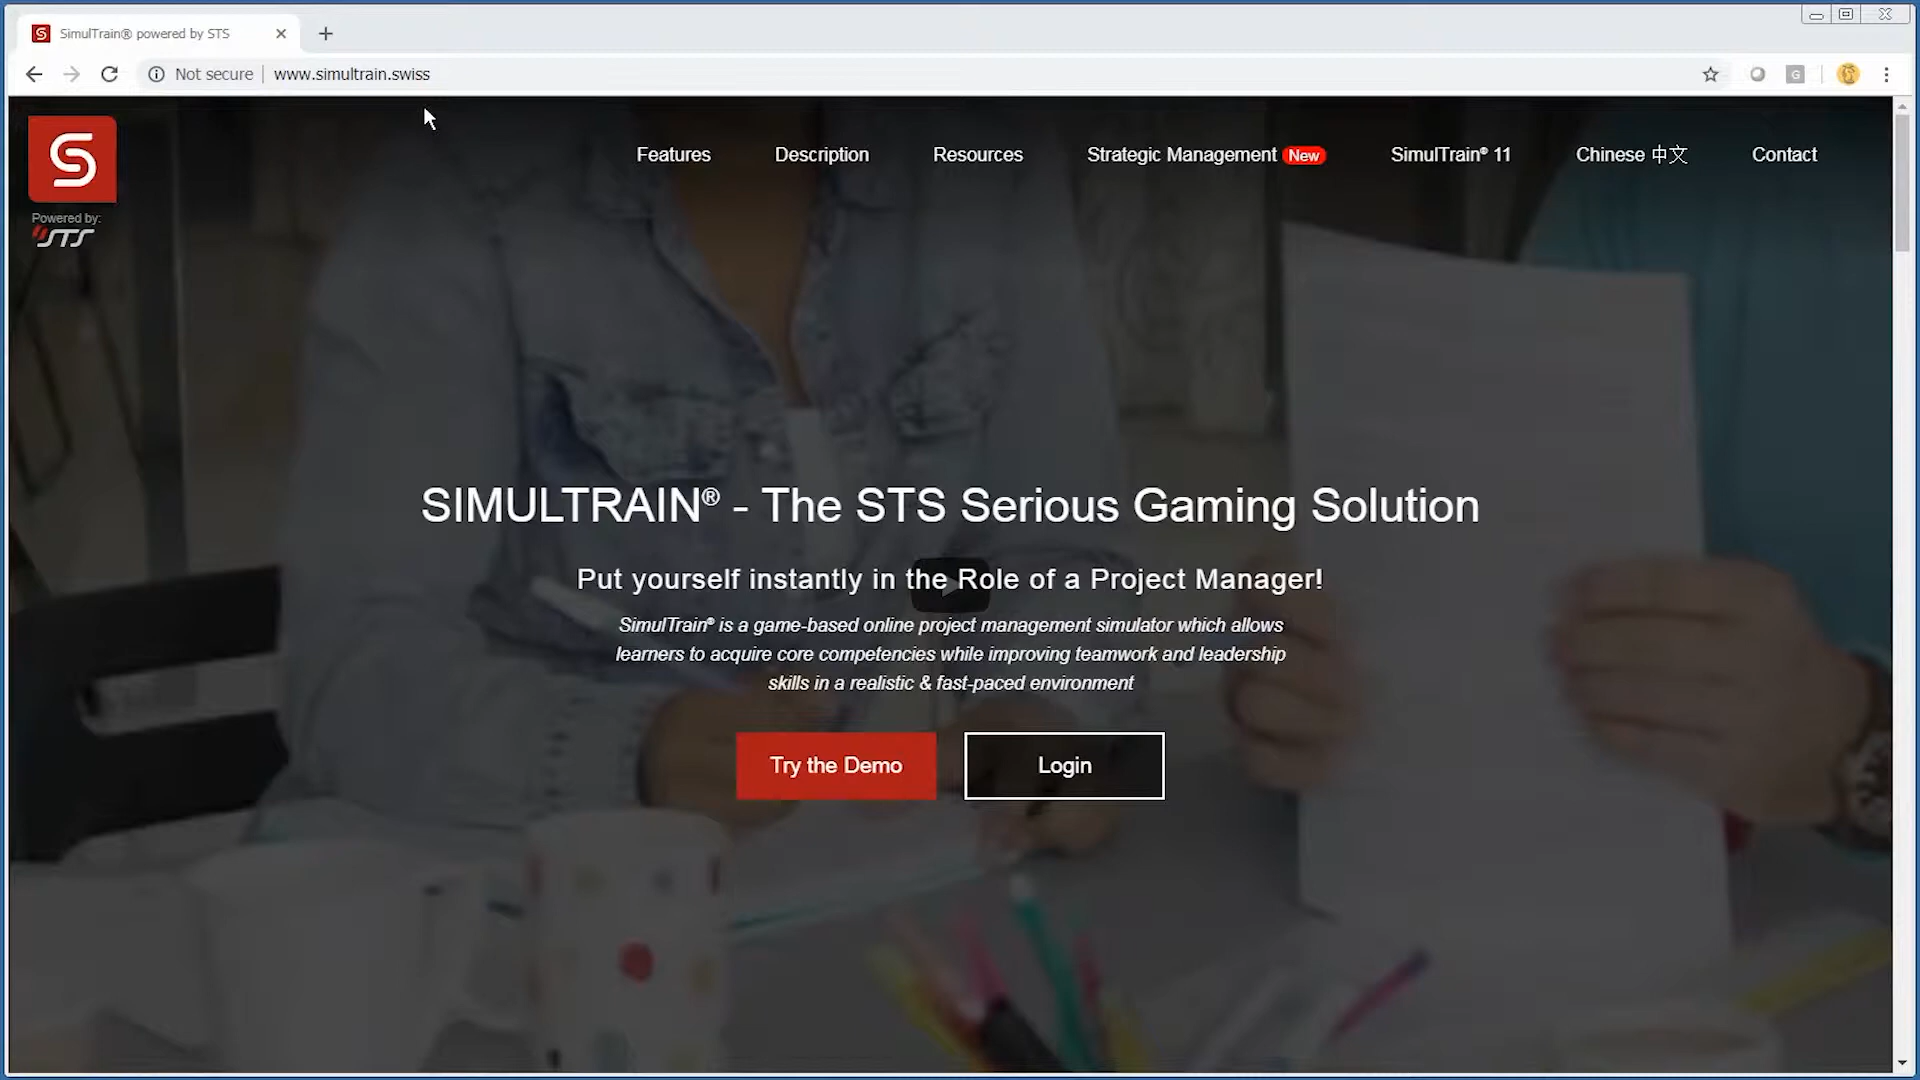 SimulTrain® powered by STS
Not secure
www.simultrain.swiss
G
S
Powered by:
STS
Features
Description
Resources
Strategic Management New
SimulTrain® 11
Chinese 中文
Contact
SIMULTRAIN® - The STS Serious Gaming Solution
Put yourself instantly in the Role of a Project Manager!
SimulTrain® is a game-based online project management simulator which allows
learners to acquire core competencies while improving teamwork and leadership
skills in a realistic & fast-paced environment
Try the Demo
Login